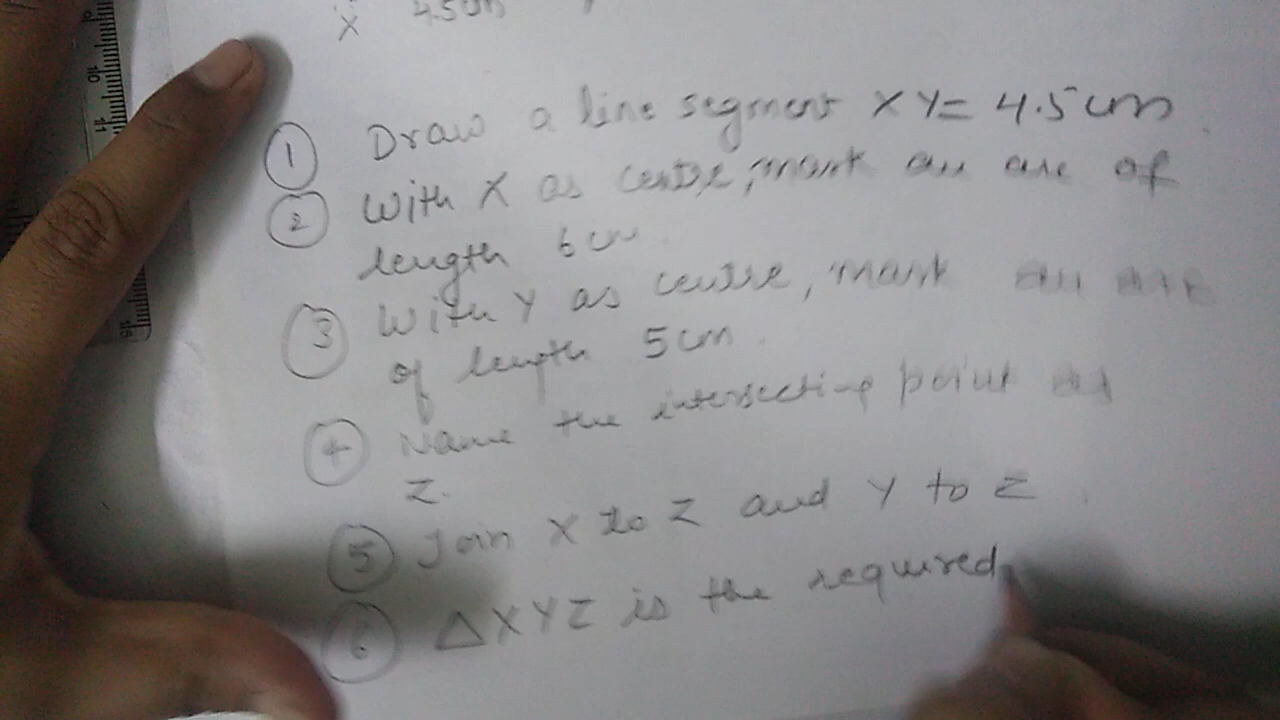 X 4.5cm
① Draw a line segment XY = 4.5cm.
② With X as centre, mark an arc of
length 6cm.
③ With Y as centre, mark an arc
of length 5cm.
④ Name the intersecting point as
Z.
⑤ Join X to Z and Y to Z.
⑥ △XYZ is the required